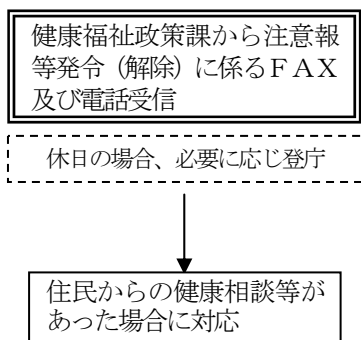 健康福祉政策課から注意報
等発令（解除）に係るＦＡＸ
及び電話受信
休日の場合、必要に応じ登庁
住民からの健康相談等が
あった場合に対応